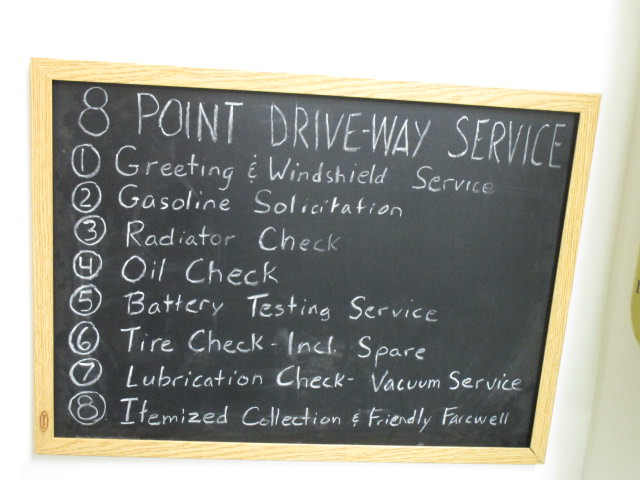 8 POINT DRIVE-WAY SERVICE
1 Greeting & Windshield Service
2 Gasoline Solicitation
3 Radiator Check
4 Oil Check
5 Battery Testing Service
6 Tire Check - Incl. Spare
7 Lubrication Check - Vacuum Service
8 Itemized Collection & Friendly Farewell